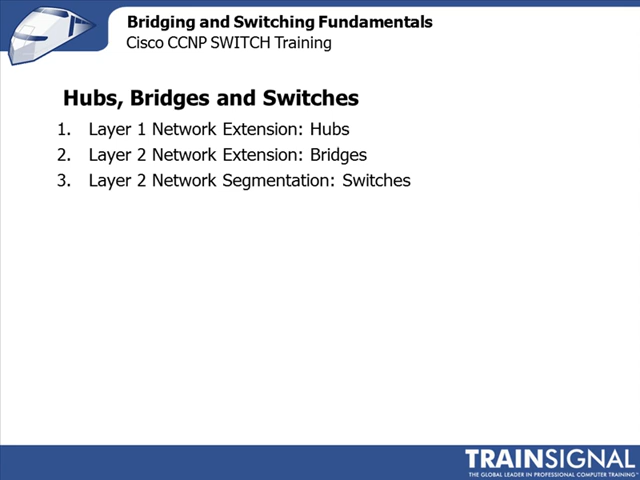 Bridging and Switching Fundamentals
Cisco CCNP SWITCH Training
Hubs, Bridges and Switches
1. Layer 1 Network Extension: Hubs
2. Layer 2 Network Extension: Bridges
3. Layer 2 Network Segmentation: Switches
TRAINSIGNAL
THE GLOBAL LEADER IN PROFESSIONAL COMPUTER TRAINING